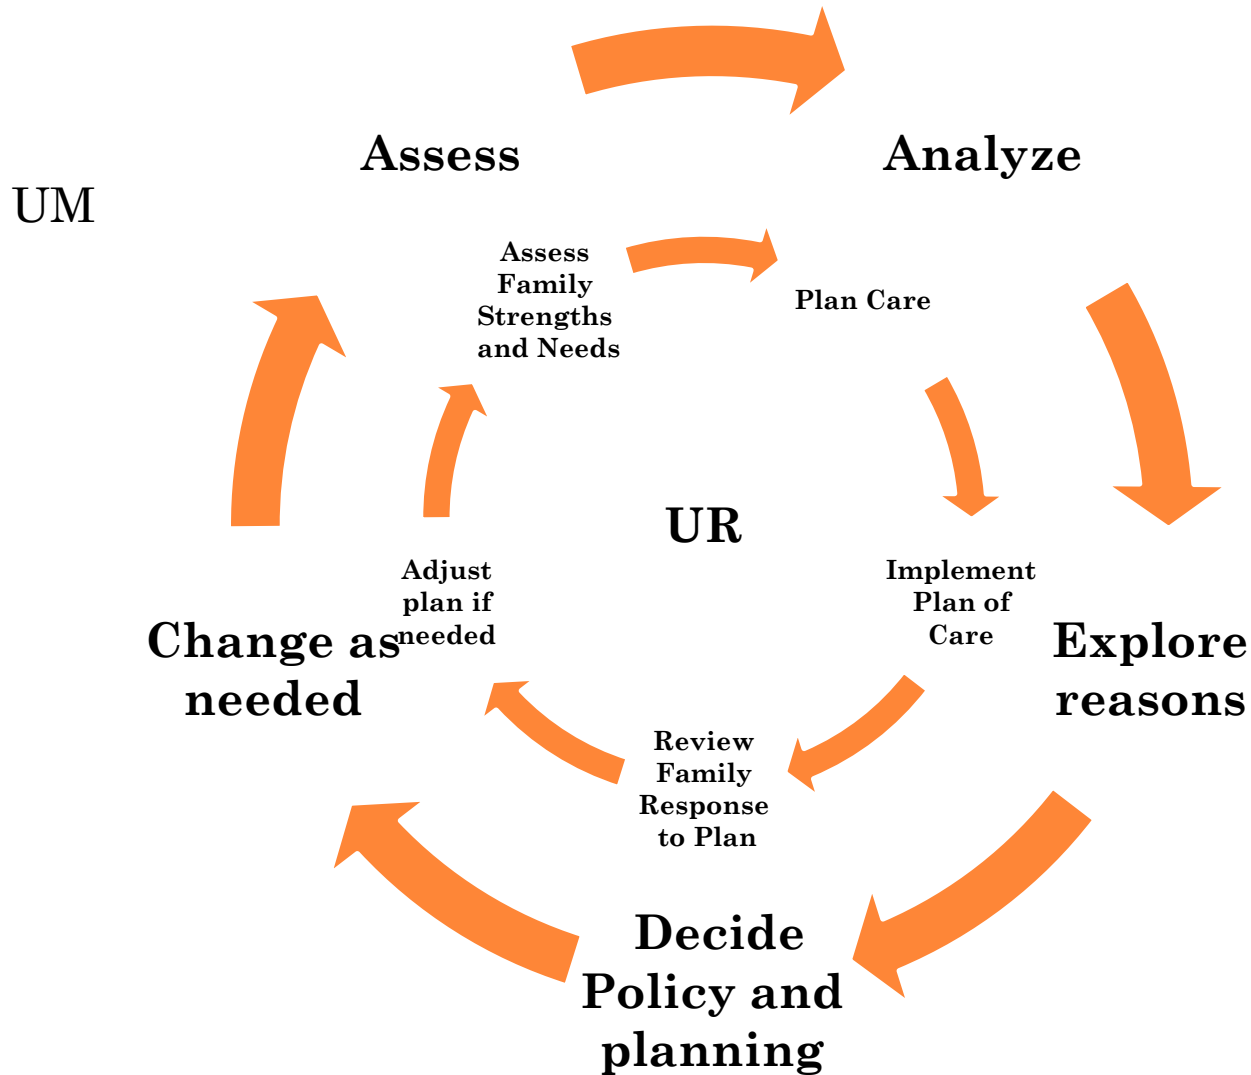 UM
Assess
Analyze
Explore
reasons
Decide
Policy and
planning
Change as
needed
UR
Assess
Family
Strengths
and Needs
Plan Care
Implement
Plan of
Care
Review
Family
Response
to Plan
Adjust
plan if
needed